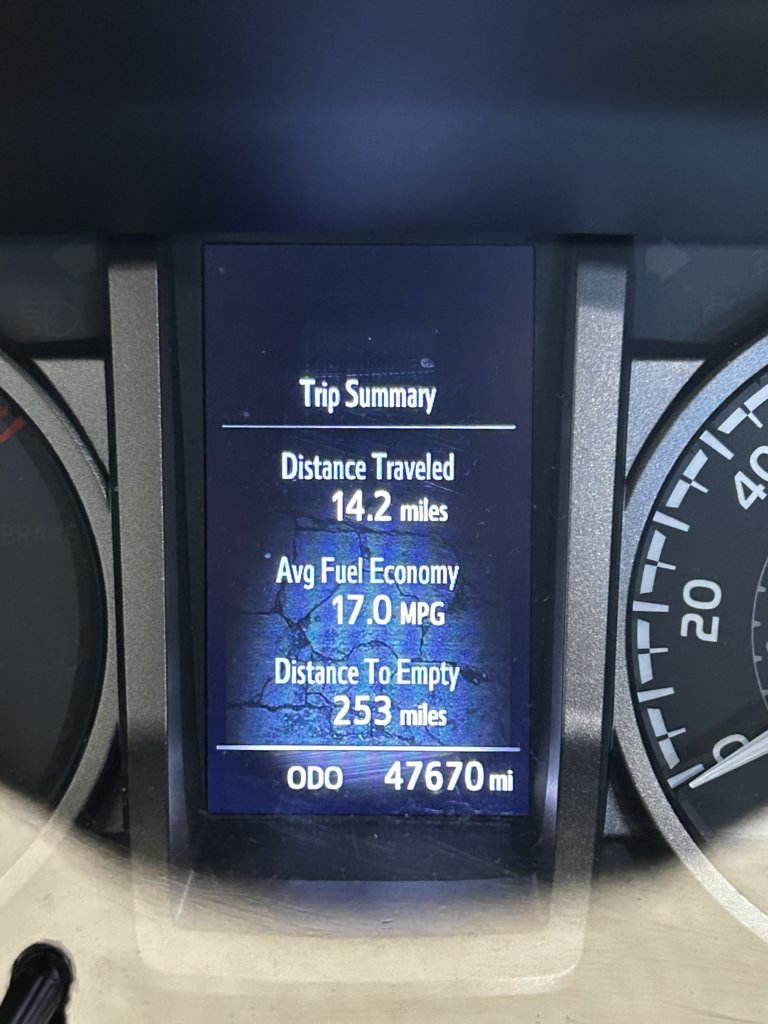 Trip Summary
Distance Traveled
14.2 miles
Avg Fuel Economy
17.0 MPG
Distance To Empty
253 miles
ODO 47670 mi
40
20
0